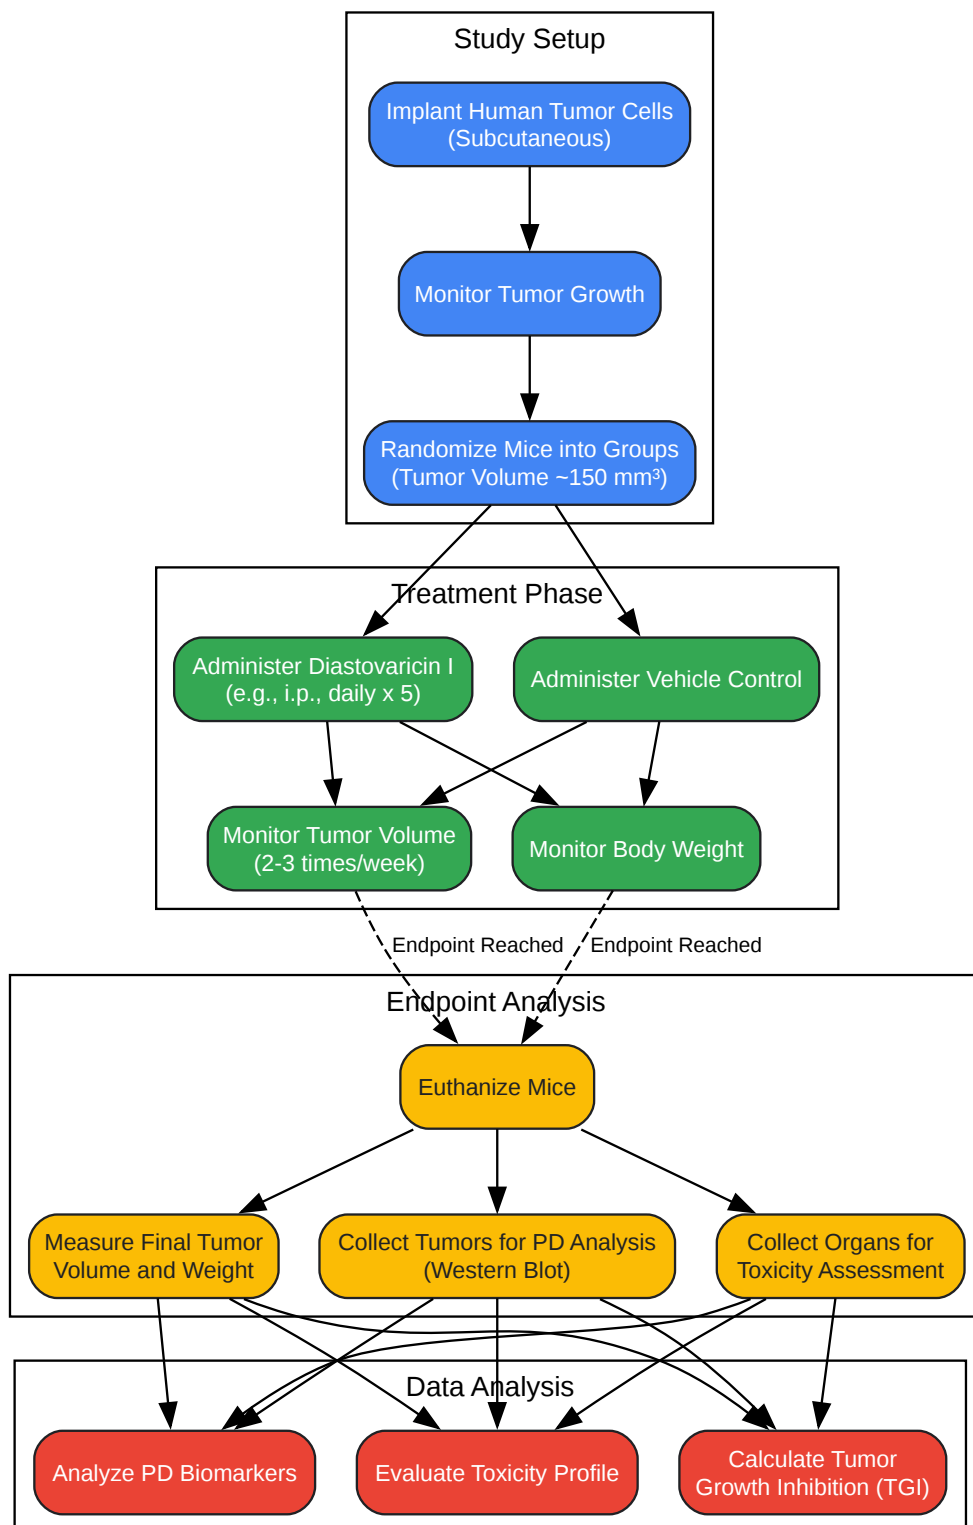 Study Setup
Implant Human Tumor Cells
(Subcutaneous)
Monitor Tumor Growth
Randomize Mice into Groups
(Tumor Volume ~150 mm³)
Treatment Phase
Administer Diastovaricin I
(e.g., i.p., daily x 5)
Administer Vehicle Control
Monitor Tumor Volume
(2-3 times/week)
Monitor Body Weight
Endpoint Reached
Endpoint Reached
Endpoint Analysis
Euthanize Mice
Measure Final Tumor
Volume and Weight
Collect Tumors for PD Analysis
(Western Blot)
Collect Organs for
Toxicity Assessment
Data Analysis
Analyze PD Biomarkers
Evaluate Toxicity Profile
Calculate Tumor
Growth Inhibition (TGI)